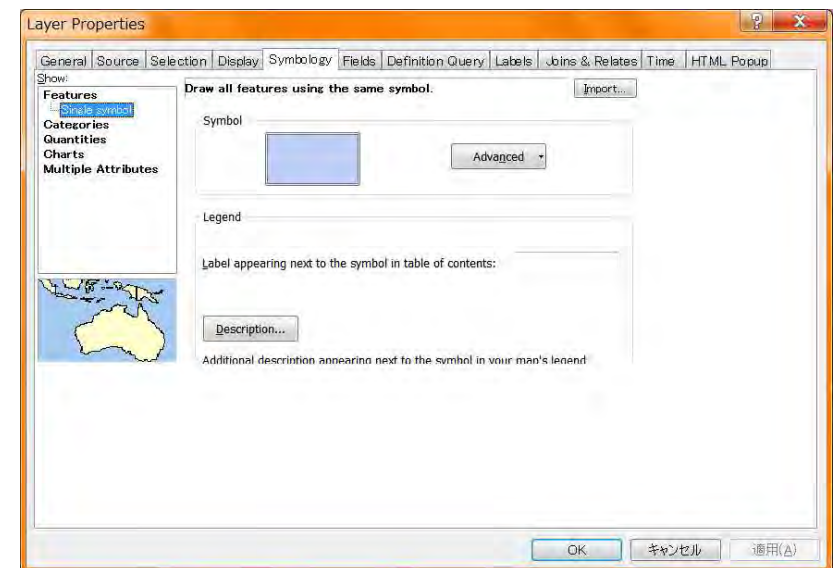 Layer Properties
General Source Selection Display Symbology Fields Definition Query Labels Joins & Relates Time HTML Popup
Show:
Features
Single symbol
Categories
Quantities
Charts
Multiple Attributes
Draw all features using the same symbol.
Import...
Symbol
Advanced
Legend
Label appearing next to the symbol in table of contents:
Description...
Additional description appearing next to the symbol in your map's legend
OK キャンセル 適用(A)